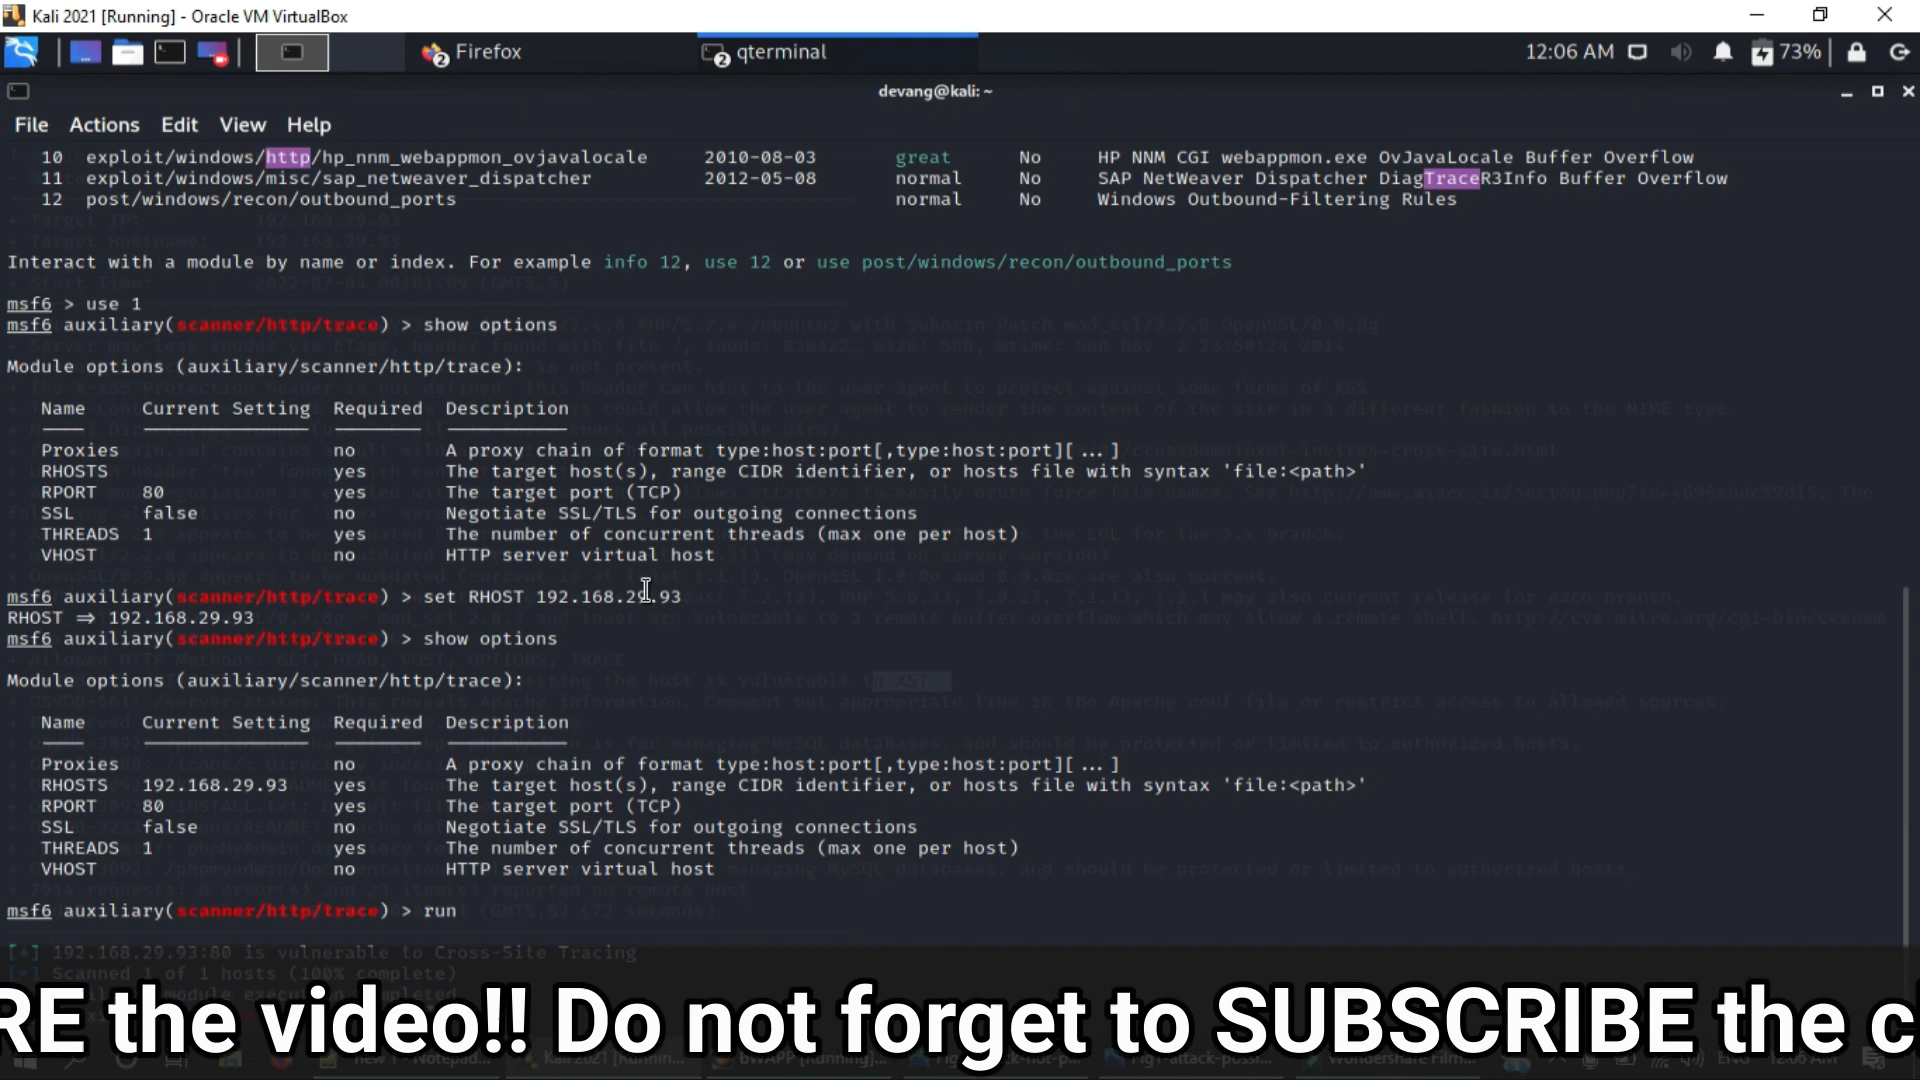 Kali 2021 [Running] - Oracle VM VirtualBox
2 Firefox
2 qterminal
12:06 AM
73%
devang@kali: ~
File Actions Edit View Help
10 exploit/windows/http/hp_nnm_webappmon_ovjavalocale 2010-08-03 great No HP NNM CGI webappmon.exe OvJavaLocale Buffer Overflow
11 exploit/windows/misc/sap_netweaver_dispatcher 2012-05-08 normal No SAP NetWeaver Dispatcher DiagTraceR3Info Buffer Overflow
12 post/windows/recon/outbound_ports normal No Windows Outbound-Filtering Rules
Interact with a module by name or index. For example info 12, use 12 or use post/windows/recon/outbound_ports
msf6 > use 1
msf6 auxiliary(scanner/http/trace) > show options
Module options (auxiliary/scanner/http/trace):
Name Current Setting Required Description
Proxies no A proxy chain of format type:host:port[,type:host:port][...]
RHOSTS yes The target host(s), range CIDR identifier, or hosts file with syntax 'file:<path>'
RPORT 80 yes The target port (TCP)
SSL false no Negotiate SSL/TLS for outgoing connections
THREADS 1 yes The number of concurrent threads (max one per host)
VHOST no HTTP server virtual host
msf6 auxiliary(scanner/http/trace) > set RHOST 192.168.29.93
RHOST ⇒ 192.168.29.93
msf6 auxiliary(scanner/http/trace) > show options
Module options (auxiliary/scanner/http/trace):
Name Current Setting Required Description
Proxies no A proxy chain of format type:host:port[,type:host:port][...]
RHOSTS 192.168.29.93 yes The target host(s), range CIDR identifier, or hosts file with syntax 'file:<path>'
RPORT 80 yes The target port (TCP)
SSL false no Negotiate SSL/TLS for outgoing connections
THREADS 1 yes The number of concurrent threads (max one per host)
VHOST no HTTP server virtual host
msf6 auxiliary(scanner/http/trace) > run
[+] 192.168.29.93:80 is vulnerable to Cross-Site Tracing
[*] Scanned 1 of 1 hosts (100% complete)
RE the video!! Do not forget to SUBSCRIBE the c